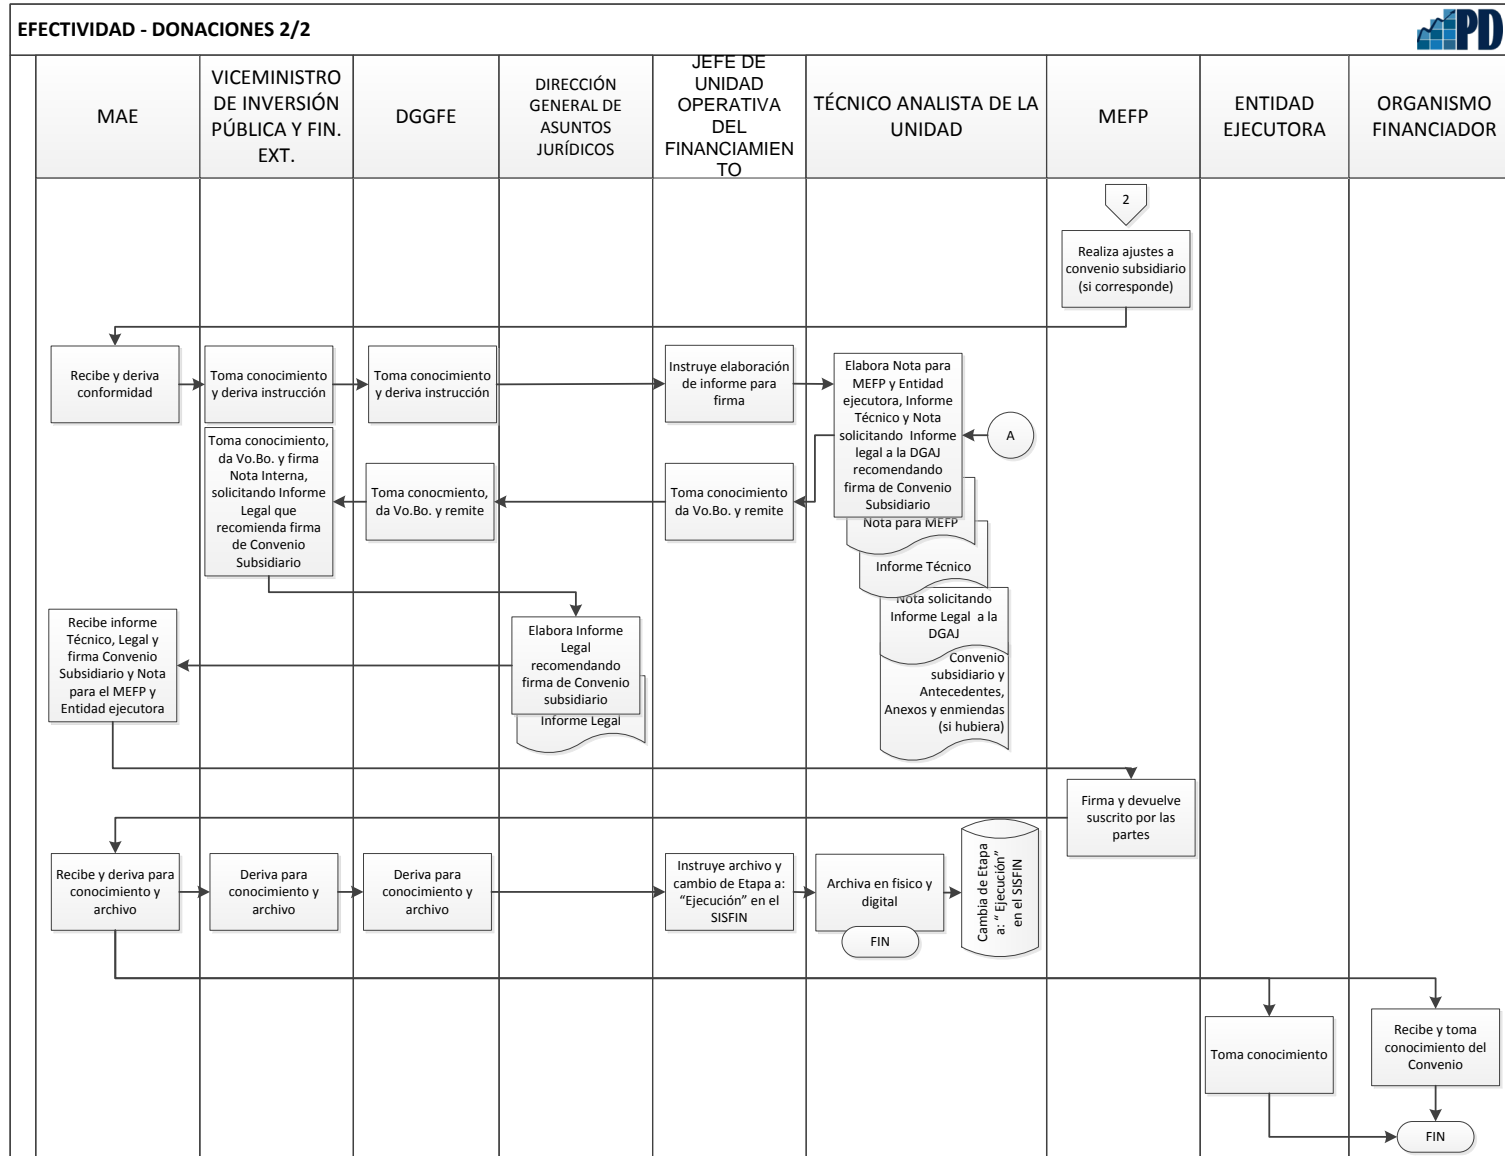 EFECTIVIDAD - DONACIONES 2/2
PD
MAE
VICEMINISTRO
DE INVERSIÓN
PÚBLICA Y FIN.
EXT.
DGGFE
DIRECCIÓN
GENERAL DE
ASUNTOS
JURÍDICOS
JEFE DE
UNIDAD
OPERATIVA
DEL
FINANCIAMIEN
TO
TÉCNICO ANALISTA DE LA
UNIDAD
MEFP
ENTIDAD
EJECUTORA
ORGANISMO
FINANCIADOR
2
Realiza ajustes a
convenio subsidiario
(si corresponde)
Recibe y deriva
conformidad
Toma conocimiento
y deriva instrucción
Toma conocimiento
y deriva instrucción
Instruye elaboración
de informe para
firma
Elabora Nota para
MEFP y Entidad
ejecutora, Informe
Técnico y Nota
solicitando Informe
legal a la DGAJ
recomendando
firma de Convenio
Subsidiario
A
Toma conocimiento,
da Vo.Bo. y firma
Nota Interna,
solicitando Informe
Legal que
recomienda firma
de Convenio
Subsidiario
Toma conocmiento,
da Vo.Bo. y remite
Toma conocimiento
da Vo.Bo. y remite
Nota para MEFP
Informe Técnico
Nota solicitando
Informe Legal a la
DGAJ
Convenio
subsidiario y
Antecedentes,
Anexos y enmiendas
(si hubiera)
Recibe informe
Técnico, Legal y
firma Convenio
Subsidiario y Nota
para el MEFP y
Entidad ejecutora
Elabora Informe
Legal
recomendando
firma de Convenio
subsidiario
Informe Legal
Firma y devuelve
suscrito por las
partes
Recibe y deriva para
conocimiento y
archivo
Deriva para
conocimiento y
archivo
Deriva para
conocimiento y
archivo
Instruye archivo y
cambio de Etapa a:
"Ejecución" en el
SISFIN
Archiva en fisico y
digital
FIN
Cambia de Etapa
a: " Ejecución"
en el SISFIN
Toma conocimiento
Recibe y toma
conocimiento del
Convenio
FIN